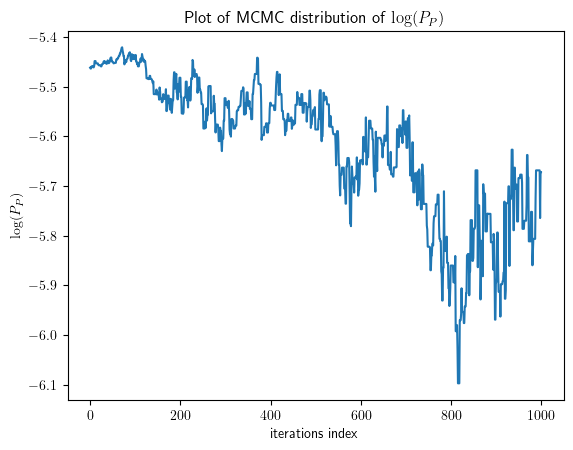 Plot of MCMC distribution of log(P_P)
−5.4
−5.5
−5.6
−5.7
−5.8
−5.9
−6.0
−6.1
log(P_P)
0 200 400 600 800 1000
iterations index